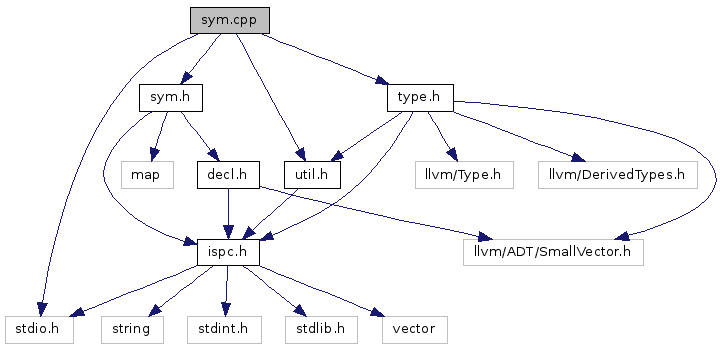 sym.cpp
sym.h
type.h
map
decl.h
util.h
llvm/Type.h
llvm/DerivedTypes.h
ispc.h
llvm/ADT/SmallVector.h
stdio.h
string
stdint.h
stdlib.h
vector